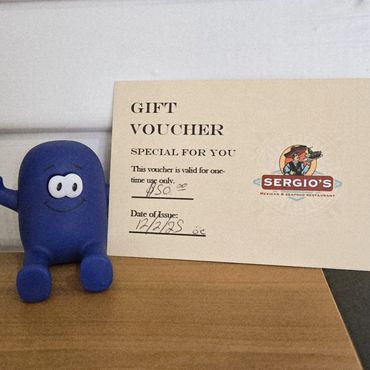 GIFT
VOUCHER
SPECIAL FOR YOU
This voucher is valid for one-
time use only.
$50 00
Date of Issue:
12/2/25
SERGIO'S
MEXICAN & SEAFOOD RESTAURANT